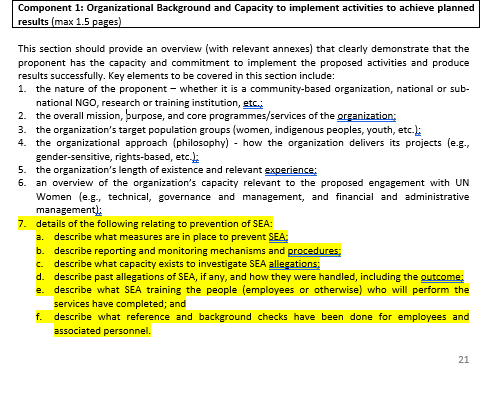 Component 1: Organizational Background and Capacity to implement activities to achieve planned
results (max 1.5 pages)
This section should provide an overview (with relevant annexes) that clearly demonstrate that the
proponent has the capacity and commitment to implement the proposed activities and produce
results successfully. Key elements to be covered in this section include:
1. the nature of the proponent – whether it is a community-based organization, national or sub-
national NGO, research or training institution, etc.;
2. the overall mission, purpose, and core programmes/services of the organization;
3. the organization's target population groups (women, indigenous peoples, youth, etc.);
4. the organizational approach (philosophy) - how the organization delivers its projects (e.g.,
gender-sensitive, rights-based, etc.);
5. the organization's length of existence and relevant experience;
6. an overview of the organization's capacity relevant to the proposed engagement with UN
Women (e.g., technical, governance and management, and financial and administrative
management);
7. details of the following relating to prevention of SEA:
a. describe what measures are in place to prevent SEA;
b. describe reporting and monitoring mechanisms and procedures;
c. describe what capacity exists to investigate SEA allegations;
d. describe past allegations of SEA, if any, and how they were handled, including the outcome;
e. describe what SEA training the people (employees or otherwise) who will perform the
services have completed; and
f. describe what reference and background checks have been done for employees and
associated personnel.
21